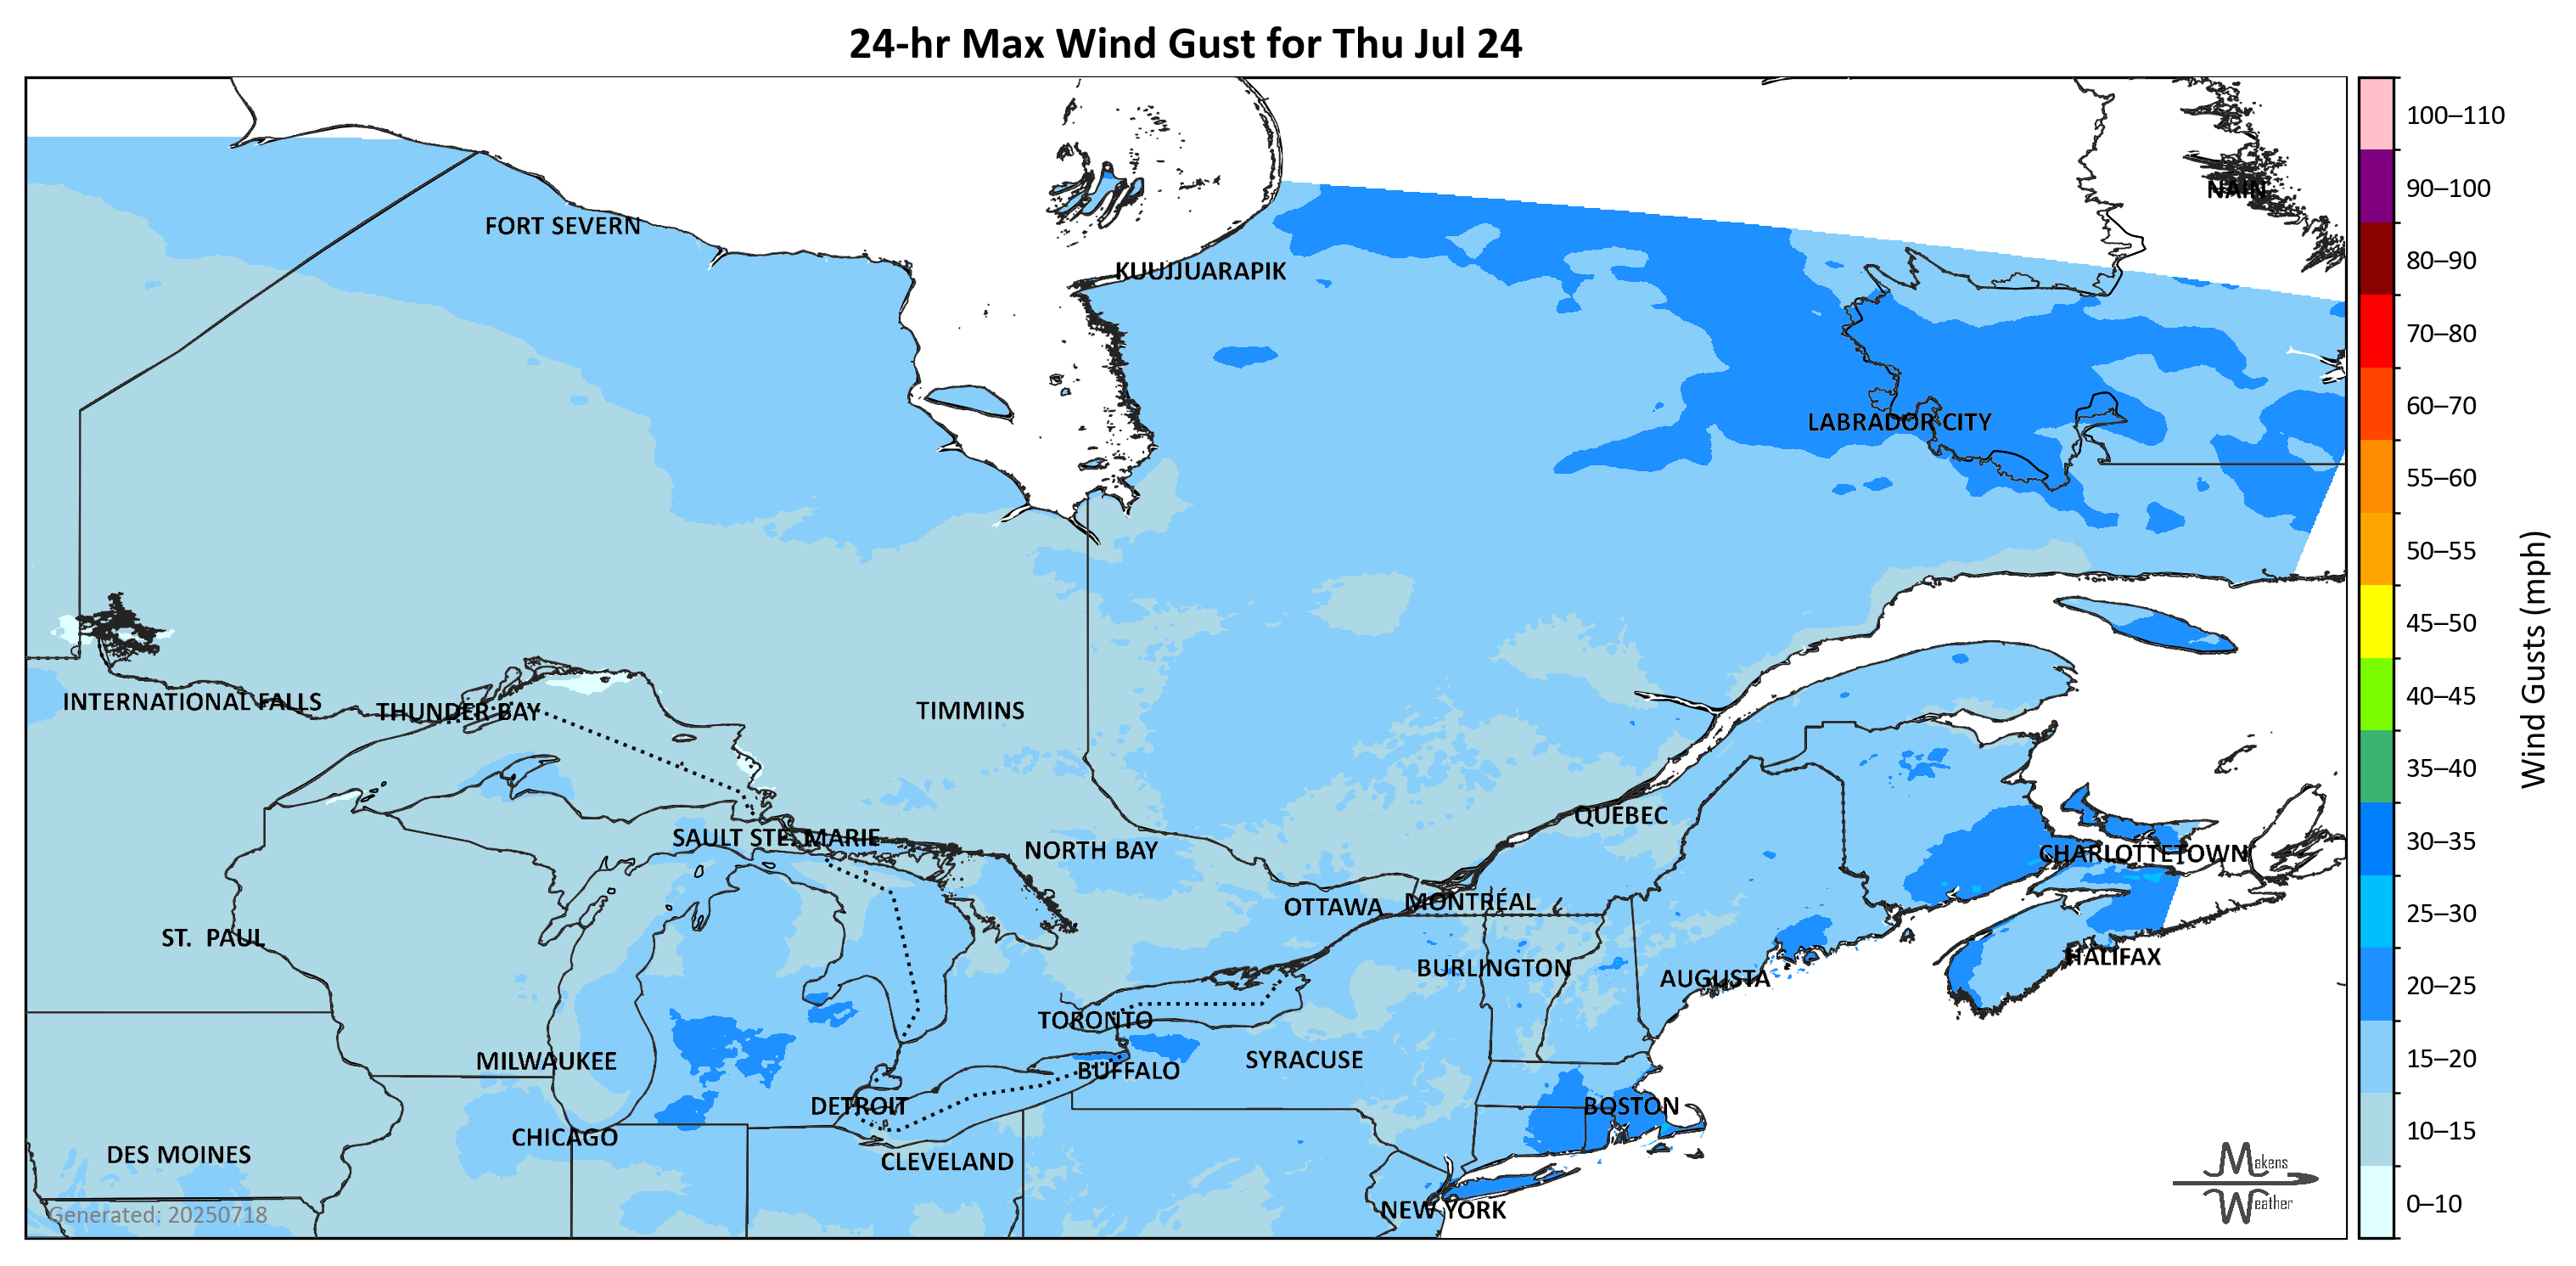 24-hr Max Wind Gust for Thu Jul 24
100–110
NAIN
90–100
FORT SEVERN
80–90
KUUJJUARAPIK
70–80
60–70
LABRADOR CITY
55–60
50–55
45–50
INTERNATIONAL FALLS
THUNDER BAY
TIMMINS
40–45
Wind Gusts (mph)
35–40
QUEBEC
SAULT STE. MARIE
NORTH BAY
CHARLOTTETOWN
30–35
OTTAWA
MONTRÉAL
25–30
ST. PAUL
BURLINGTON
AUGUSTA
HALIFAX
20–25
TORONTO
MILWAUKEE
BUFFALO
SYRACUSE
15–20
DETROIT
BOSTON
CHICAGO
10–15
DES MOINES
CLEVELAND
Makens
Weather
NEW YORK
0–10
Generated: 20250718